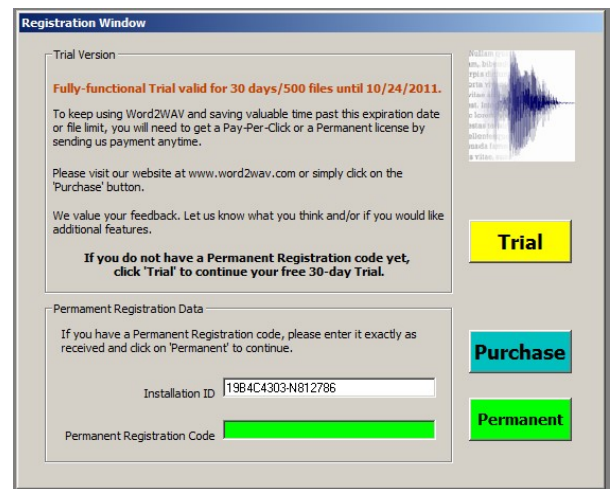 Registration Window
Trial Version
Fully-functional Trial valid for 30 days/500 files until 10/24/2011.
To keep using Word2WAV and saving valuable time past this expiration date
or file limit, you will need to get a Pay-Per-Click or a Permanent license by
sending us payment anytime.
Please visit our website at www.word2wav.com or simply click on the
'Purchase' button.
We value your feedback. Let us know what you think and/or if you would like
additional features.
If you do not have a Permanent Registration code yet,
click 'Trial' to continue your free 30-day Trial.
Trial
Permament Registration Data
If you have a Permanent Registration code, please enter it exactly as
received and click on 'Permanent' to continue.
Purchase
Installation ID 19B4C4303-N812786
Permanent Registration Code
Permanent